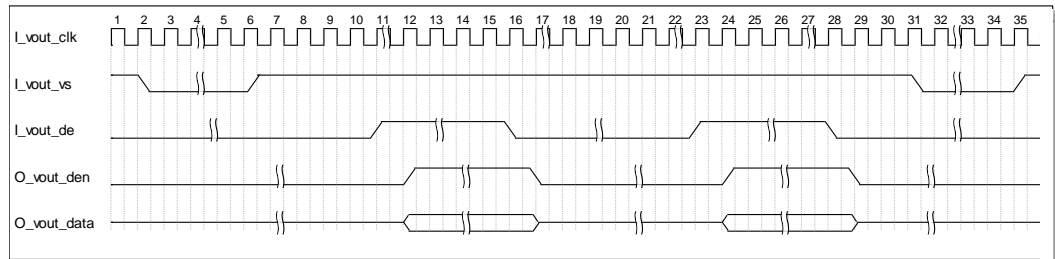 1 2 3 4 5 6 7 8 9 10 11 12 13 14 15 16 17 18 19 20 21 22 23 24 25 26 27 28 29 30 31 32 33 34 35
I_vout_clk
I_vout_vs
I_vout_de
O_vout_den
O_vout_data